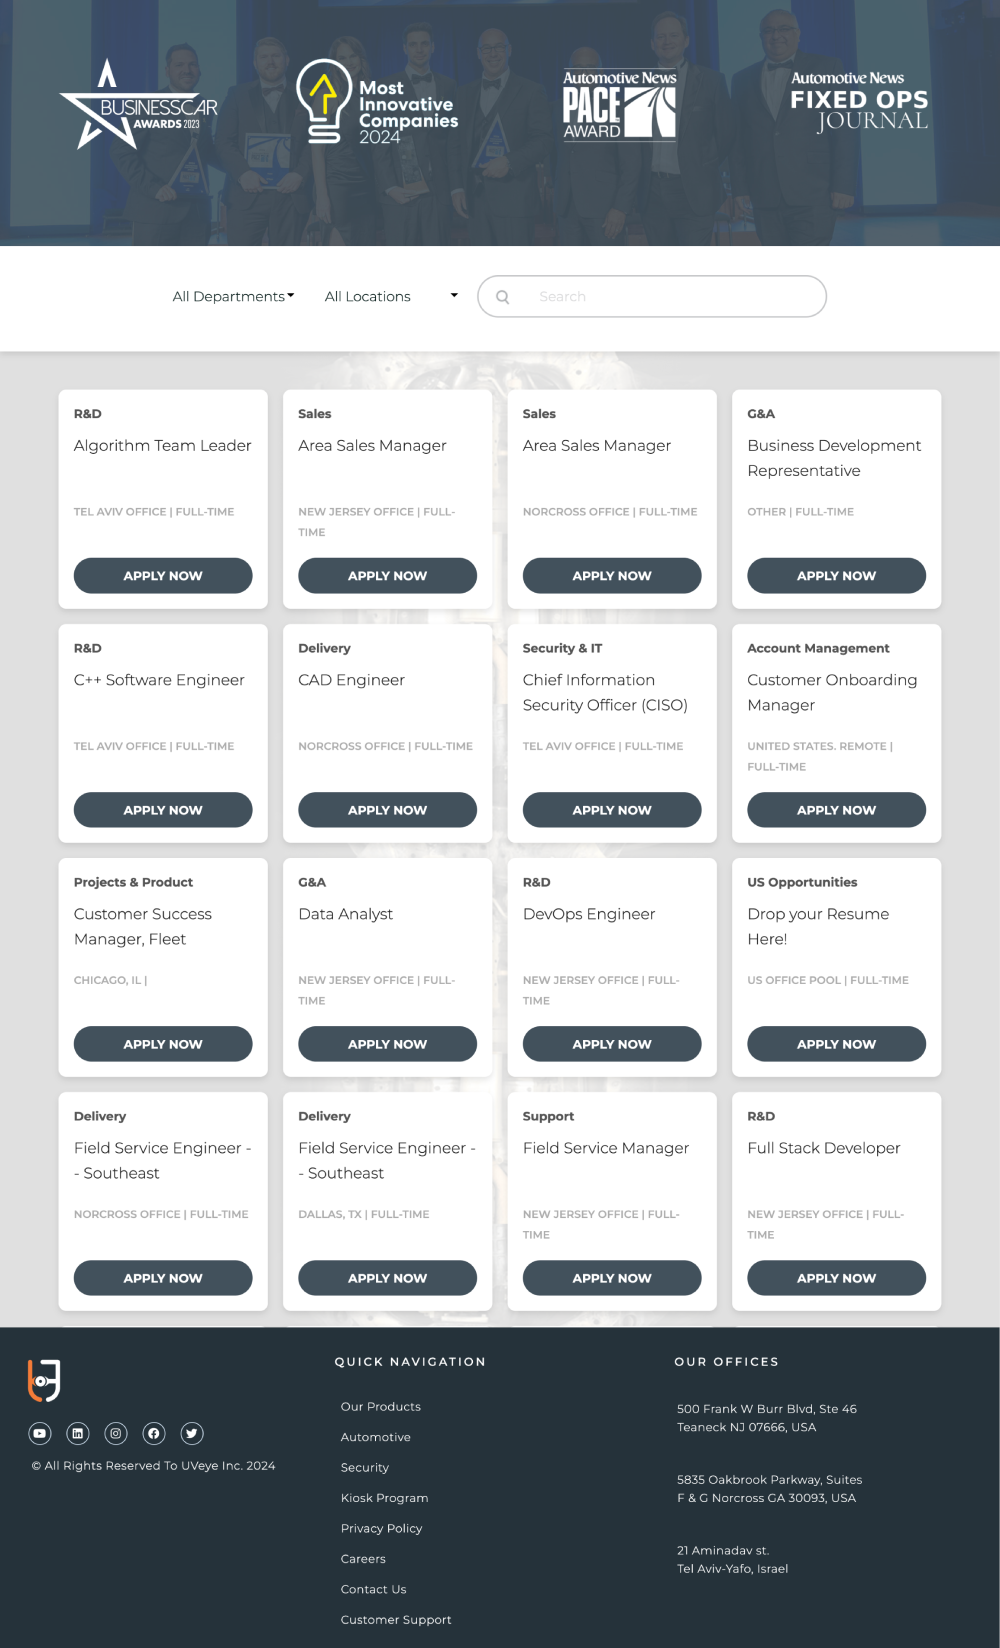 BUSINESSCAR
AWARDS 2023
Most
Innovative
Companies
2024
Automotive News
PACE
AWARD
Automotive News
FIXED OPS
JOURNAL
All Departments
All Locations
Search
R&D
Algorithm Team Leader
TEL AVIV OFFICE | FULL-TIME
APPLY NOW
Sales
Area Sales Manager
NEW JERSEY OFFICE | FULL-
TIME
APPLY NOW
Sales
Area Sales Manager
NORCROSS OFFICE | FULL-TIME
APPLY NOW
G&A
Business Development
Representative
OTHER | FULL-TIME
APPLY NOW
R&D
C++ Software Engineer
TEL AVIV OFFICE | FULL-TIME
APPLY NOW
Delivery
CAD Engineer
NORCROSS OFFICE | FULL-TIME
APPLY NOW
Security & IT
Chief Information
Security Officer (CISO)
TEL AVIV OFFICE | FULL-TIME
APPLY NOW
Account Management
Customer Onboarding
Manager
UNITED STATES. REMOTE |
FULL-TIME
APPLY NOW
Projects & Product
Customer Success
Manager, Fleet
CHICAGO, IL |
APPLY NOW
G&A
Data Analyst
NEW JERSEY OFFICE | FULL-
TIME
APPLY NOW
R&D
DevOps Engineer
NEW JERSEY OFFICE | FULL-
TIME
APPLY NOW
US Opportunities
Drop your Resume
Here!
US OFFICE POOL | FULL-TIME
APPLY NOW
Delivery
Field Service Engineer -
- Southeast
NORCROSS OFFICE | FULL-TIME
APPLY NOW
Delivery
Field Service Engineer -
- Southeast
DALLAS, TX | FULL-TIME
APPLY NOW
Support
Field Service Manager
NEW JERSEY OFFICE | FULL-
TIME
APPLY NOW
R&D
Full Stack Developer
NEW JERSEY OFFICE | FULL-
TIME
APPLY NOW
© All Rights Reserved To UVeye Inc. 2024
QUICK NAVIGATION
Our Products
Automotive
Security
Kiosk Program
Privacy Policy
Careers
Contact Us
Customer Support
OUR OFFICES
500 Frank W Burr Blvd, Ste 46
Teaneck NJ 07666, USA
5835 Oakbrook Parkway, Suites
F & G Norcross GA 30093, USA
21 Aminadav st.
Tel Aviv-Yafo, Israel